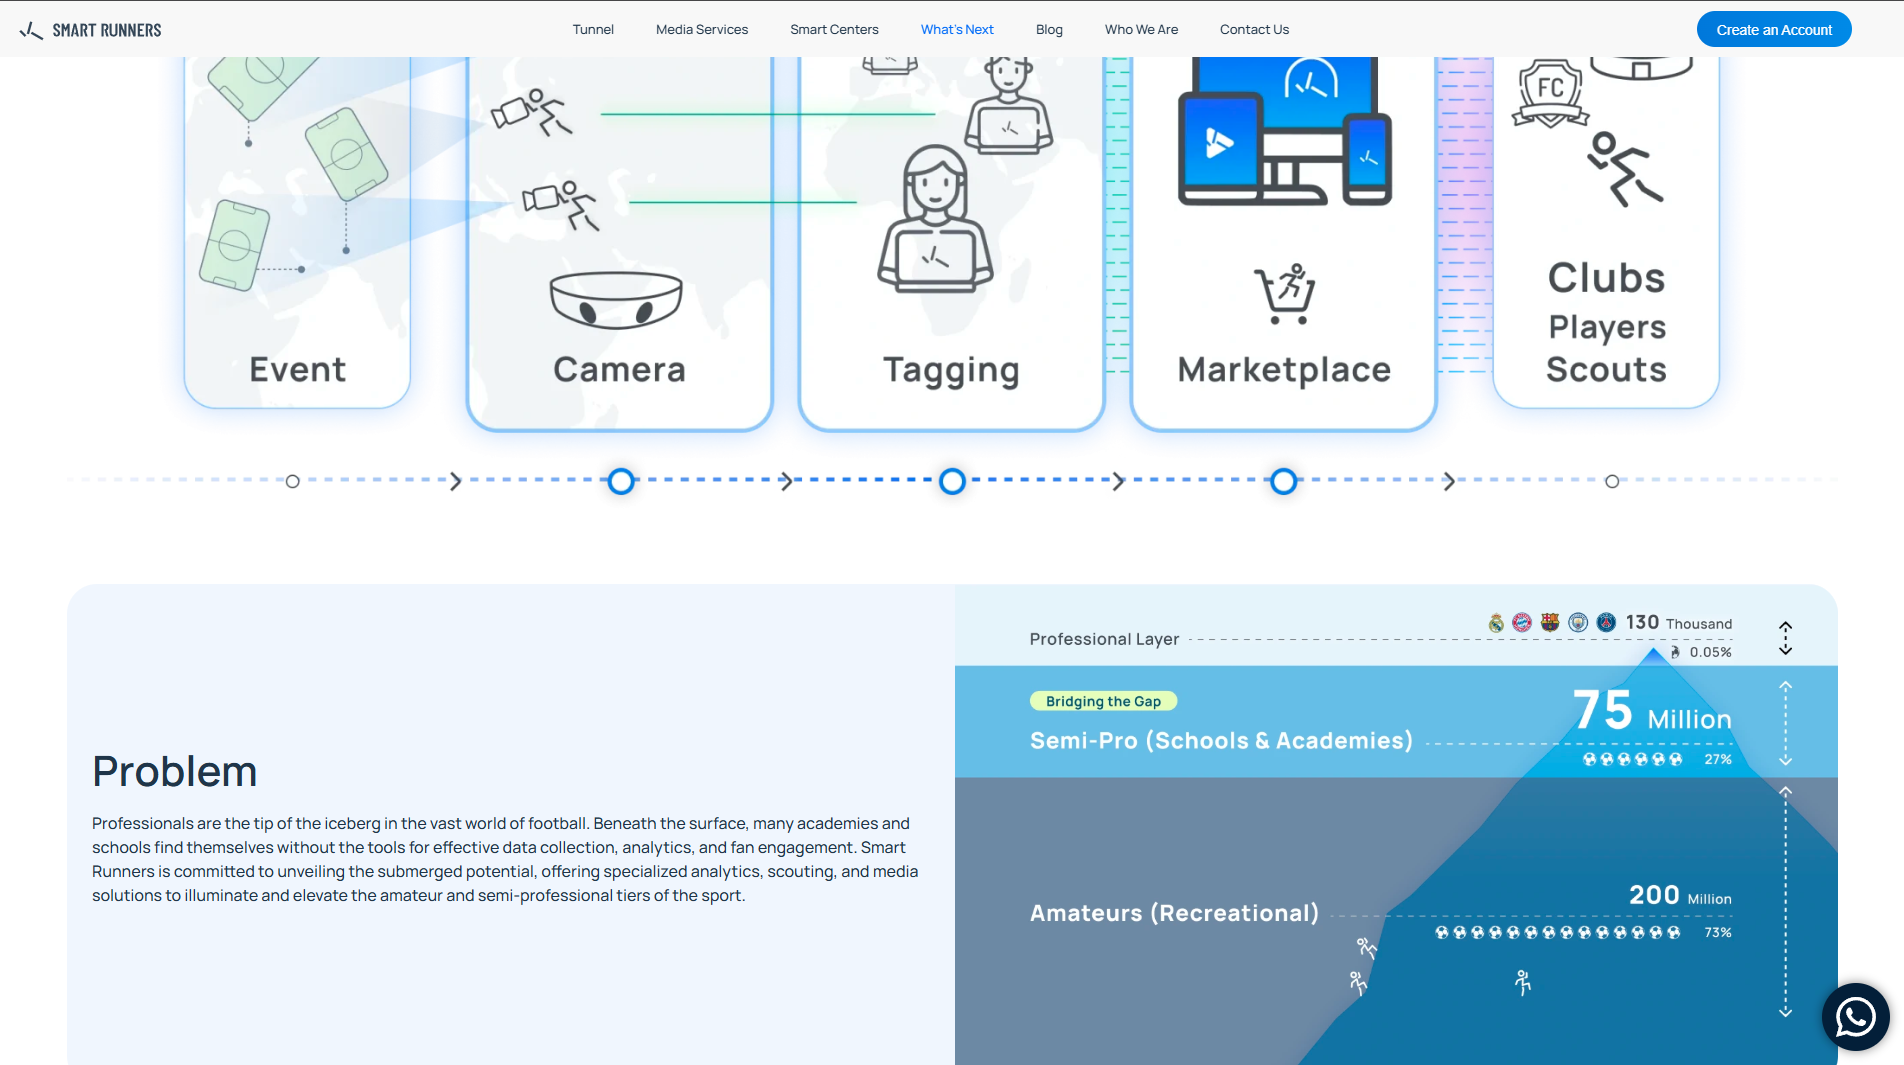 SMART RUNNERS
Tunnel
Media Services
Smart Centers
What's Next
Blog
Who We Are
Contact Us
Create an Account
FC
Event
Camera
Tagging
Marketplace
Clubs
Players
Scouts
Problem
Professionals are the tip of the iceberg in the vast world of football. Beneath the surface, many academies and
schools find themselves without the tools for effective data collection, analytics, and fan engagement. Smart
Runners is committed to unveiling the submerged potential, offering specialized analytics, scouting, and media
solutions to illuminate and elevate the amateur and semi-professional tiers of the sport.
Professional Layer
130 Thousand
0.05%
Bridging the Gap
75 Million
Semi-Pro (Schools & Academies)
27%
200 Million
Amateurs (Recreational)
73%